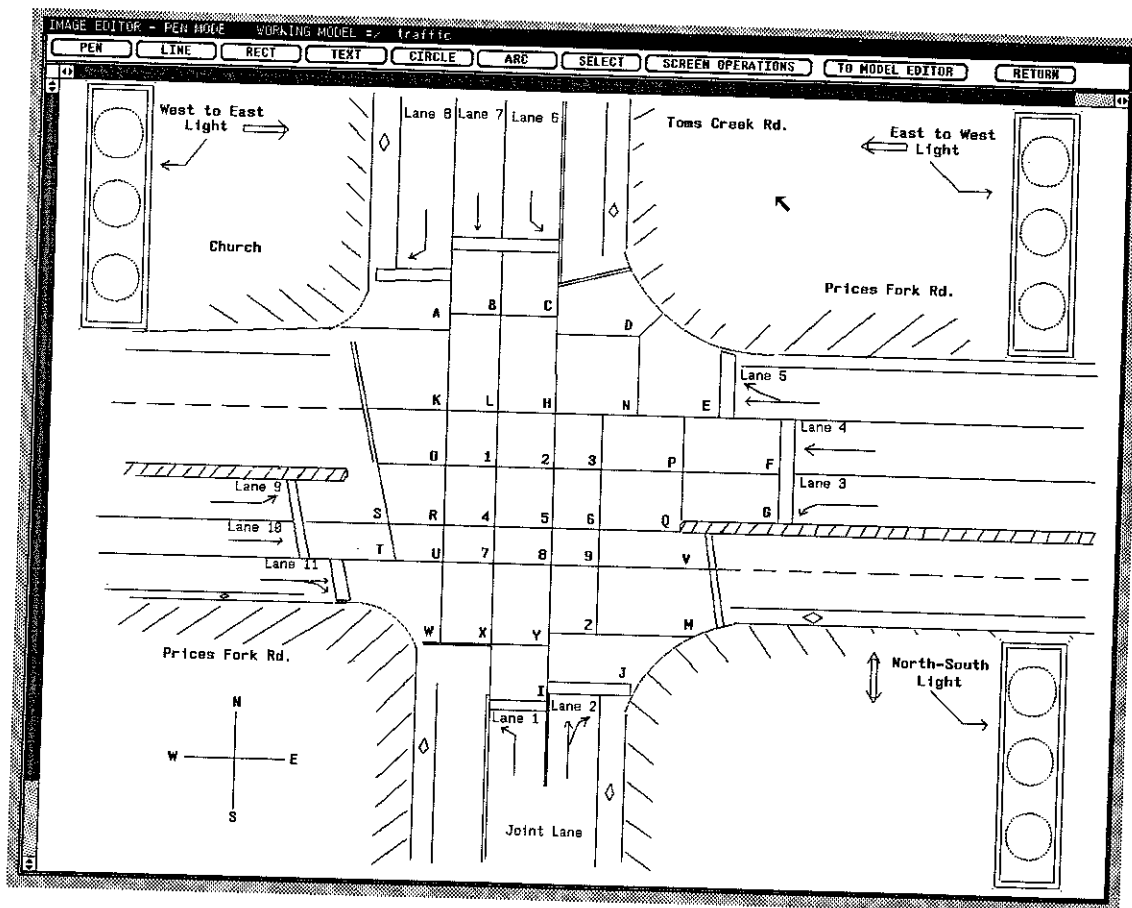 IMAGE EDITOR - PEN MODE WORKING MODEL => traffic
PEN LINE RECT TEXT CIRCLE ARC SELECT SCREEN OPERATIONS TO MODEL EDITOR RETURN
West to East
Light
Lane 8 Lane 7 Lane 6
Toms Creek Rd.
East to West
Light
Church
Prices Fork Rd.
A B C
D
Lane 5
K L H N E
Lane 4
O 1 2 3 P F
Lane 9
Lane 3
S R 4 5 6 Q G
Lane 10
T U 7 8 9 V
Lane 11
W X Y Z M
Prices Fork Rd.
I J
North-South
Light
Lane 1 Lane 2
N
W E
S
Joint Lane